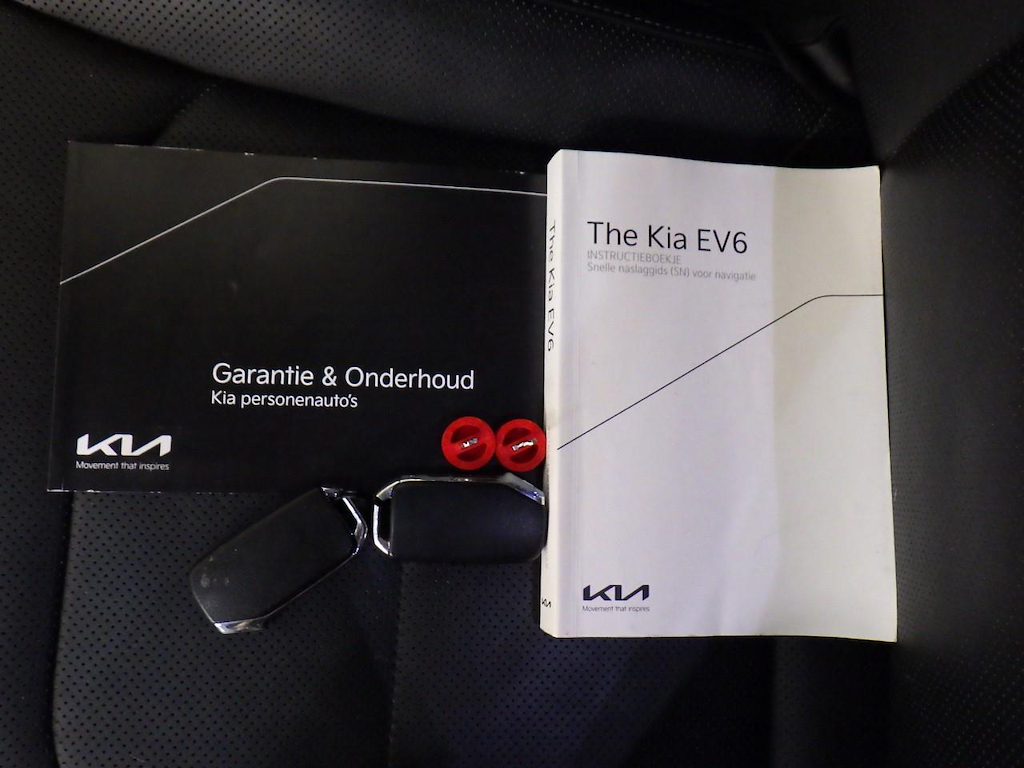 Garantie & Onderhoud
Kia personenauto's
KIA
Movement that inspires
The Kia EV6
The Kia EV6
INSTRUCTIEBOEKJE
Snelle naslaggids (SN) voor navigatie
KIA
Movement that inspires
KIA